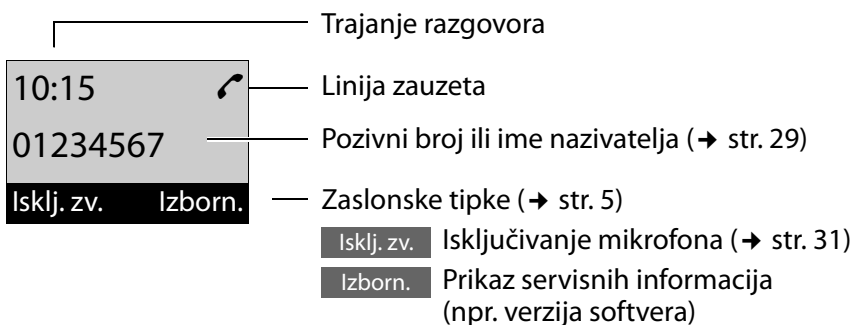 Trajanje razgovora
10:15
Linija zauzeta
01234567
Pozivni broj ili ime nazivatelja (➔ str. 29)
Isklj. zv. Izborn.
Zaslonske tipke (➔ str. 5)
Isklj. zv. Isključivanje mikrofona (➔ str. 31)
Izborn. Prikaz servisnih informacija
(npr. verzija softvera)